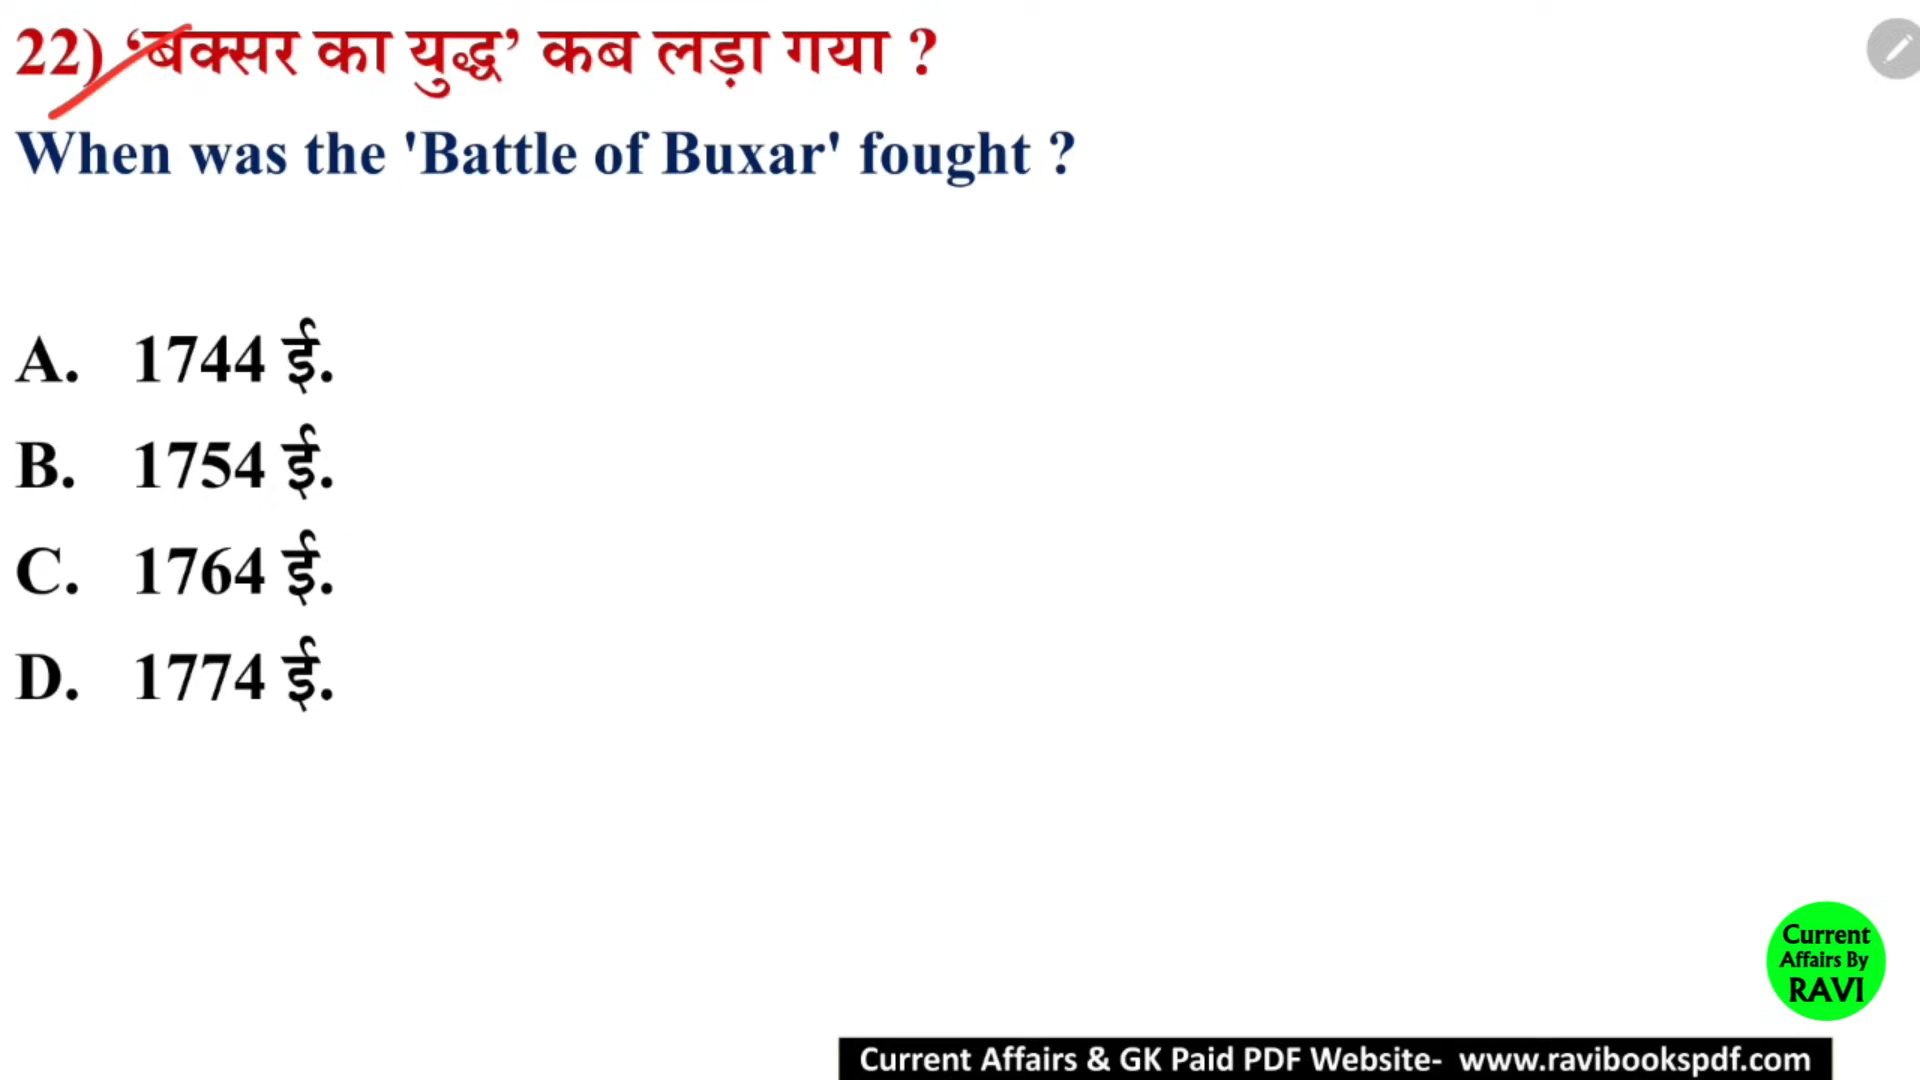 22) ‘बक्सर का युद्ध’ कब लड़ा गया ?
When was the 'Battle of Buxar' fought ?
A. 1744 ई.
B. 1754 ई.
C. 1764 ई.
D. 1774 ई.
Current
Affairs By
RAVI
Current Affairs & GK Paid PDF Website- www.ravibookspdf.com